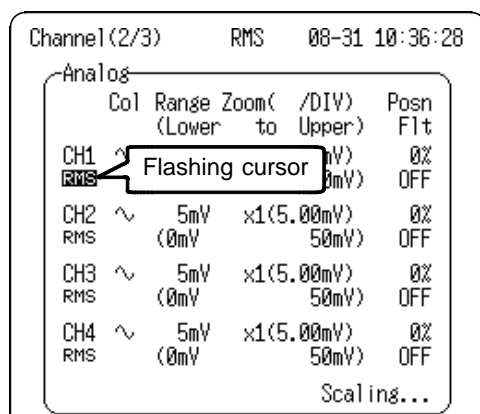 Channel(2/3) RMS 08-31 10:36:28
Analog
Col Range Zoom( /DIV) Posn
(Lower to Upper) Flt
CH1 mV) 0%
RMS Flashing cursor 0mV) OFF
CH2 5mV x1(5.00mV) 0%
RMS (0mV 50mV) OFF
CH3 5mV x1(5.00mV) 0%
RMS (0mV 50mV) OFF
CH4 5mV x1(5.00mV) 0%
RMS (0mV 50mV) OFF
Scaling...